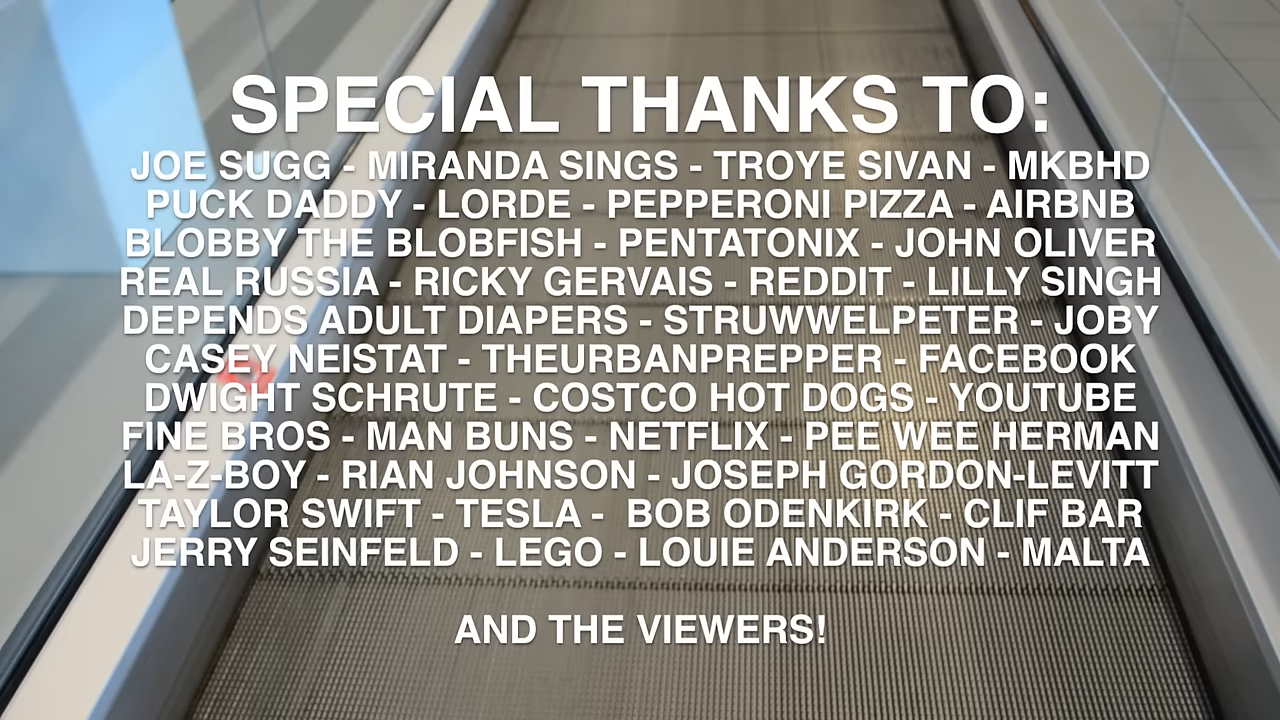 SPECIAL THANKS TO:
JOE SUGG - MIRANDA SINGS - TROYE SIVAN - MKBHD
PUCK DADDY - LORDE - PEPPERONI PIZZA - AIRBNB
BLOBBY THE BLOBFISH - PENTATONIX - JOHN OLIVER
REAL RUSSIA - RICKY GERVAIS - REDDIT - LILLY SINGH
DEPENDS ADULT DIAPERS - STRUWWELPETER - JOBY
CASEY NEISTAT - THEURBANPREPPER - FACEBOOK
DWIGHT SCHRUTE - COSTCO HOT DOGS - YOUTUBE
FINE BROS - MAN BUNS - NETFLIX - PEE WEE HERMAN
LA-Z-BOY - RIAN JOHNSON - JOSEPH GORDON-LEVITT
TAYLOR SWIFT - TESLA - BOB ODENKIRK - CLIF BAR
JERRY SEINFELD - LEGO - LOUIE ANDERSON - MALTA
AND THE VIEWERS!